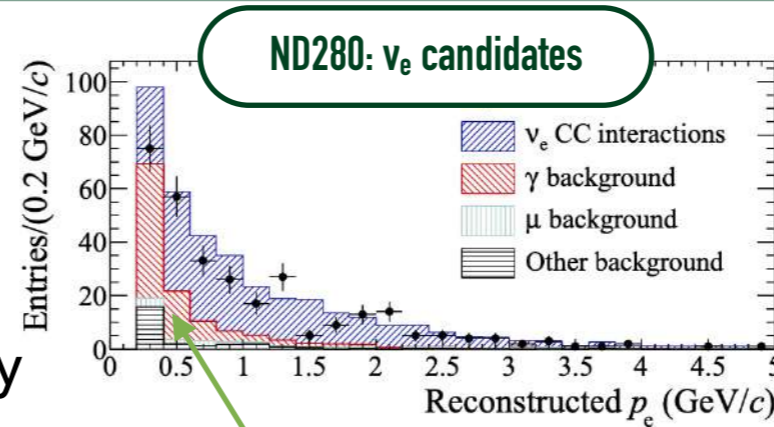 ND280: νe candidates
Entries/(0.2 GeV/c)
100
80
60
40
20
0
νe CC interactions
γ background
μ background
Other background
0 0.5 1 1.5 2 2.5 3 3.5 4 4.5 5
Reconstructed pe (GeV/c)